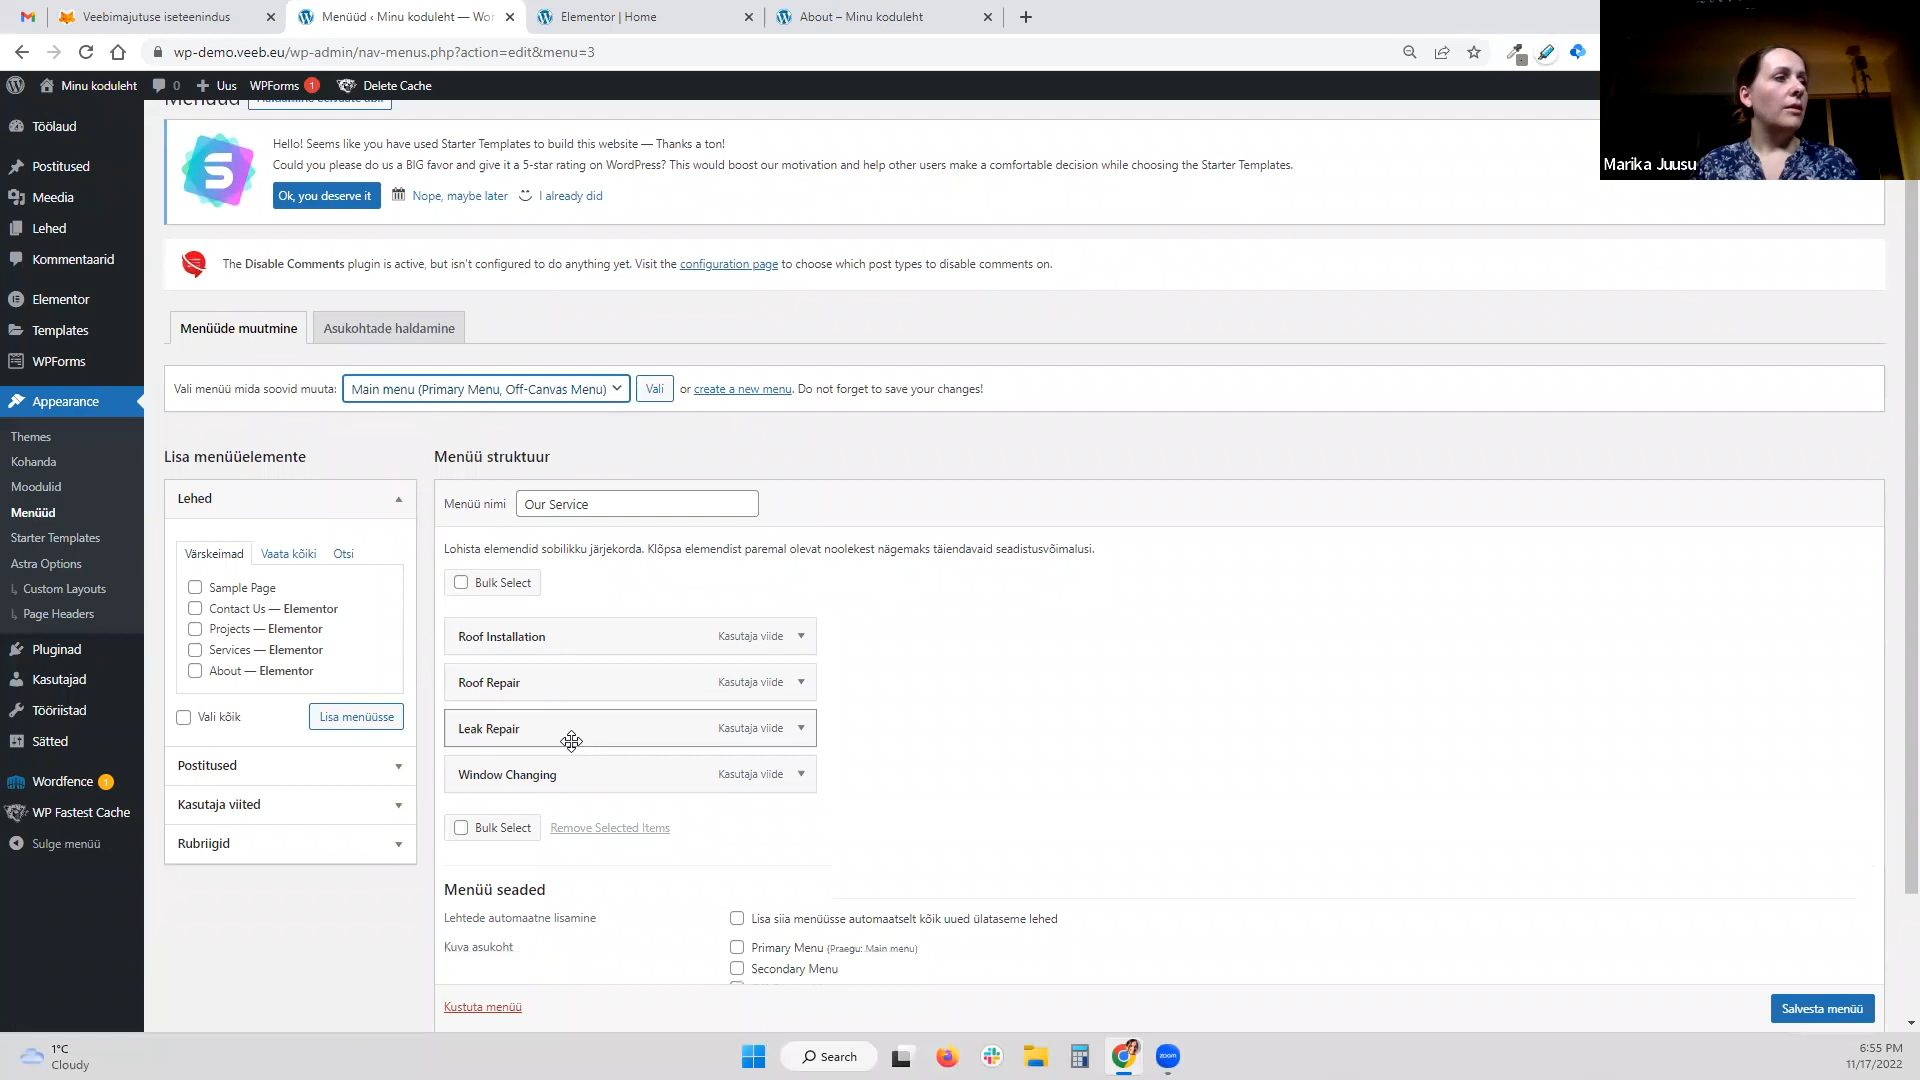 Veebimajutuse iseteenindus
Menüüd ‹ Minu koduleht — Wor
Elementor | Home
About – Minu koduleht
wp-demo.veeb.eu/wp-admin/nav-menus.php?action=edit&menu=3
Minu koduleht
0
Uus
WPForms 1
Delete Cache
Marika Juusu
Menüüd
Töölaud
Postitused
Meedia
Lehed
Kommentaarid
Elementor
Templates
WPForms
Appearance
Themes
Kohanda
Moodulid
Menüüd
Starter Templates
Astra Options
Custom Layouts
Page Headers
Pluginad
Kasutajad
Tööriistad
Sätted
Wordfence 1
WP Fastest Cache
Sulge menüü
Hello! Seems like you have used Starter Templates to build this website — Thanks a ton!
Could you please do us a BIG favor and give it a 5-star rating on WordPress? This would boost our motivation and help other users make a comfortable decision while choosing the Starter Templates.
Ok, you deserve it
Nope, maybe later
I already did
The Disable Comments plugin is active, but isn't configured to do anything yet. Visit the configuration page to choose which post types to disable comments on.
Menüüde muutmine
Asukohtade haldamine
Vali menüü mida soovid muuta: Main menu (Primary Menu, Off-Canvas Menu) Vali or create a new menu. Do not forget to save your changes!
Lisa menüüelemente
Lehed
Värskeimad
Vaata kõiki
Otsi
Sample Page
Contact Us — Elementor
Projects — Elementor
Services — Elementor
About — Elementor
Vali kõik
Lisa menüüsse
Postitused
Kasutaja viited
Rubriigid
Menüü struktuur
Menüü nimi Our Service
Lohista elemendid sobilikku järjekorda. Klõpsa elemendist paremal olevat noolekest nägemaks täiendavaid seadistusvõimalusi.
Bulk Select
Roof Installation Kasutaja viide
Roof Repair Kasutaja viide
Leak Repair Kasutaja viide
Window Changing Kasutaja viide
Bulk Select Remove Selected Items
Menüü seaded
Lehtede automaatne lisamine
Lisa siia menüüsse automaatselt kõik uued ülataseme lehed
Kuva asukoht
Primary Menu (Praegu: Main menu)
Secondary Menu
Kustuta menüü
Salvesta menüü
1°C
Cloudy
Search
zoom
6:55 PM
11/17/2022